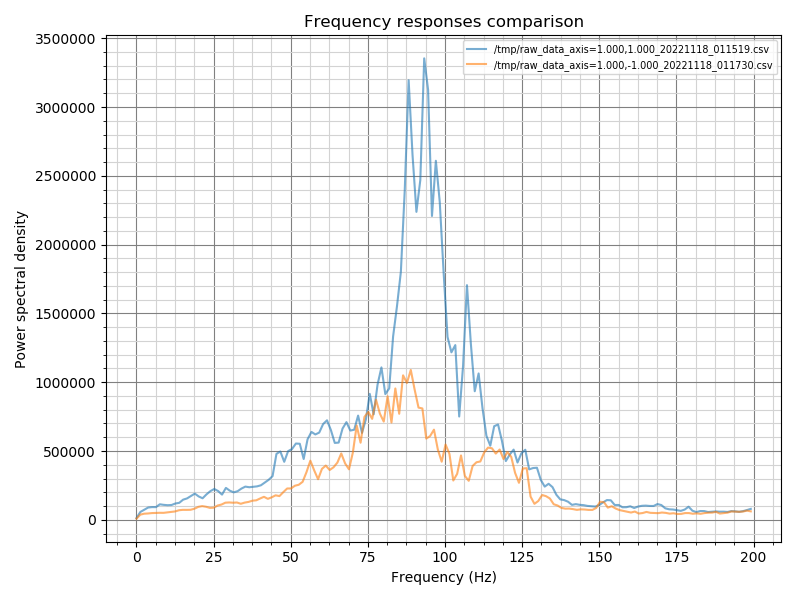 Frequency responses comparison
/tmp/raw_data_axis=1.000,1.000_20221118_011519.csv
/tmp/raw_data_axis=1.000,-1.000_20221118_011730.csv
3500000
3000000
2500000
2000000
1500000
1000000
500000
0
Power spectral density
0 25 50 75 100 125 150 175 200
Frequency (Hz)